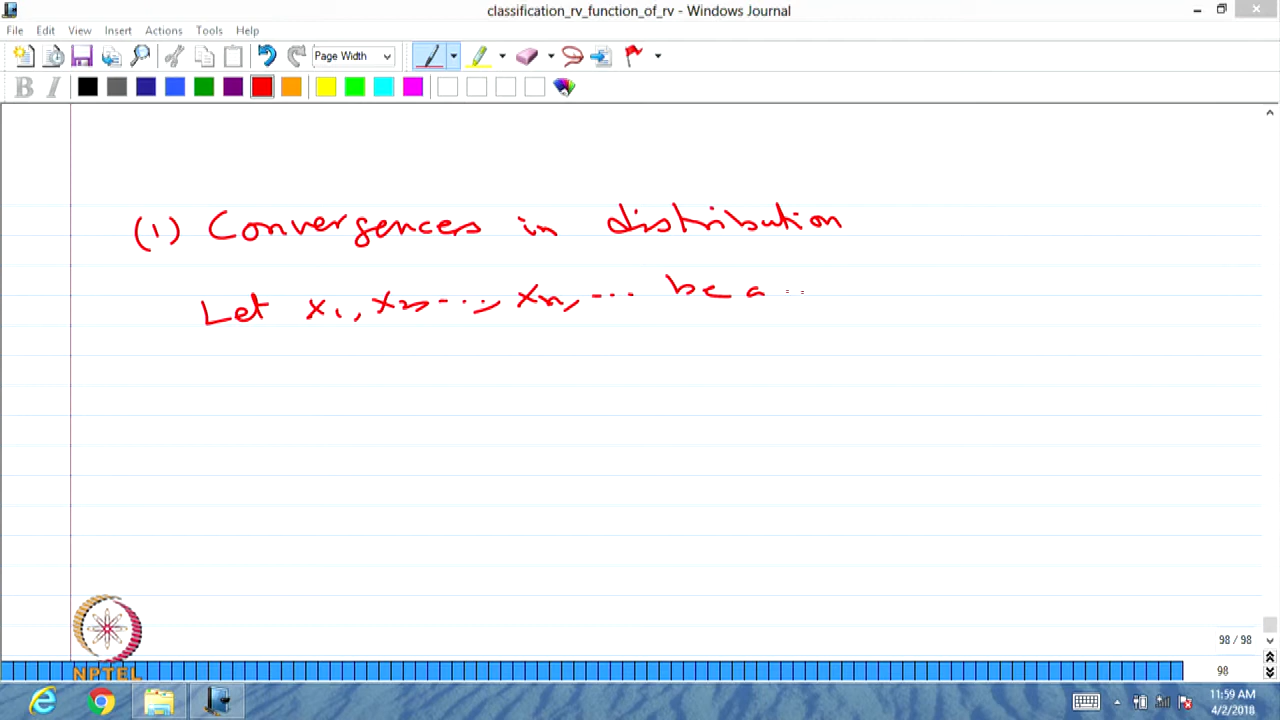 classification_rv_function_of_rv - Windows Journal
File Edit View Insert Actions Tools Help
Page Width
B I
(1) Convergences in distribution
Let X1, X2, ..., Xn, ... be a
98 / 98
NPTEL
98
11:59 AM
4/2/2018